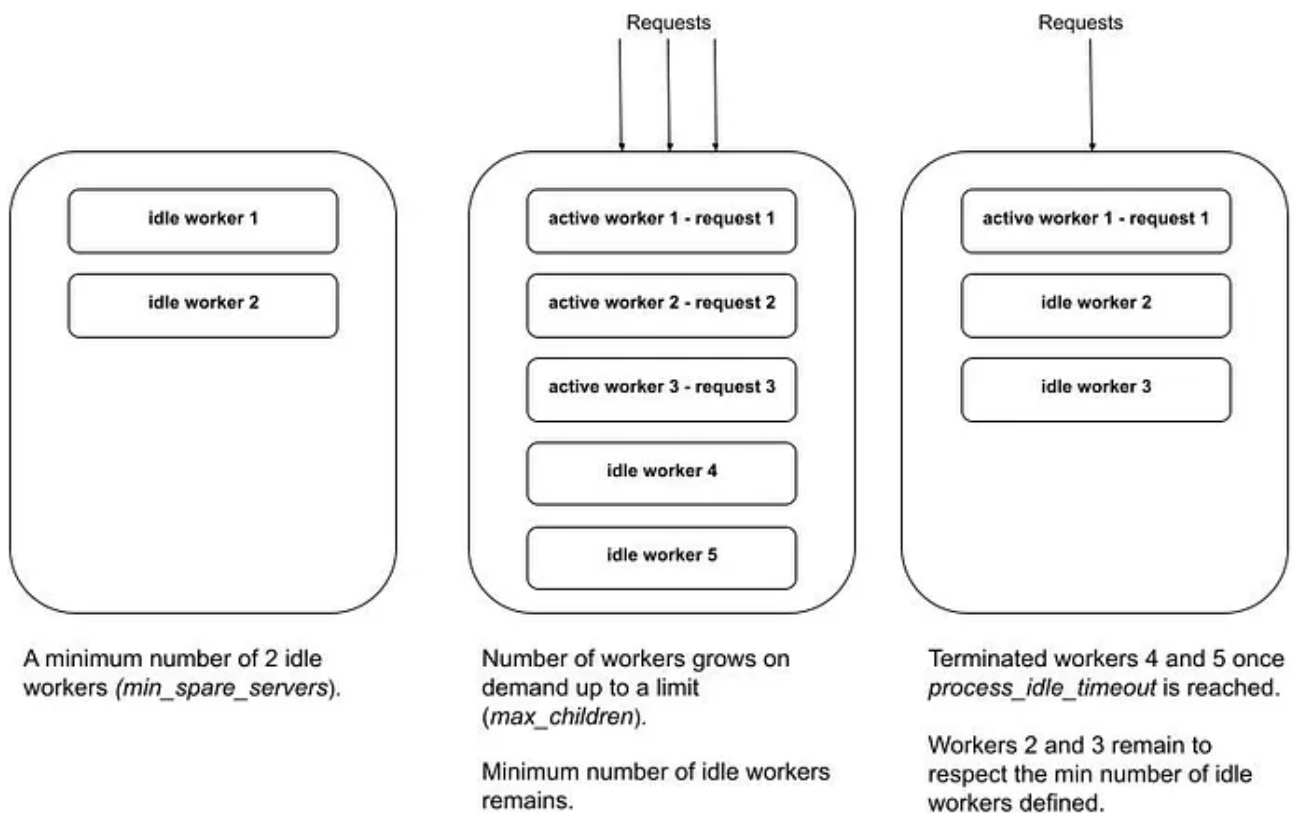 Requests
Requests
idle worker 1
idle worker 2
active worker 1 - request 1
active worker 2 - request 2
active worker 3 - request 3
idle worker 4
idle worker 5
active worker 1 - request 1
idle worker 2
idle worker 3
A minimum number of 2 idle
workers (min_spare_servers).
Number of workers grows on
demand up to a limit
(max_children).
Minimum number of idle workers
remains.
Terminated workers 4 and 5 once
process_idle_timeout is reached.
Workers 2 and 3 remain to
respect the min number of idle
workers defined.